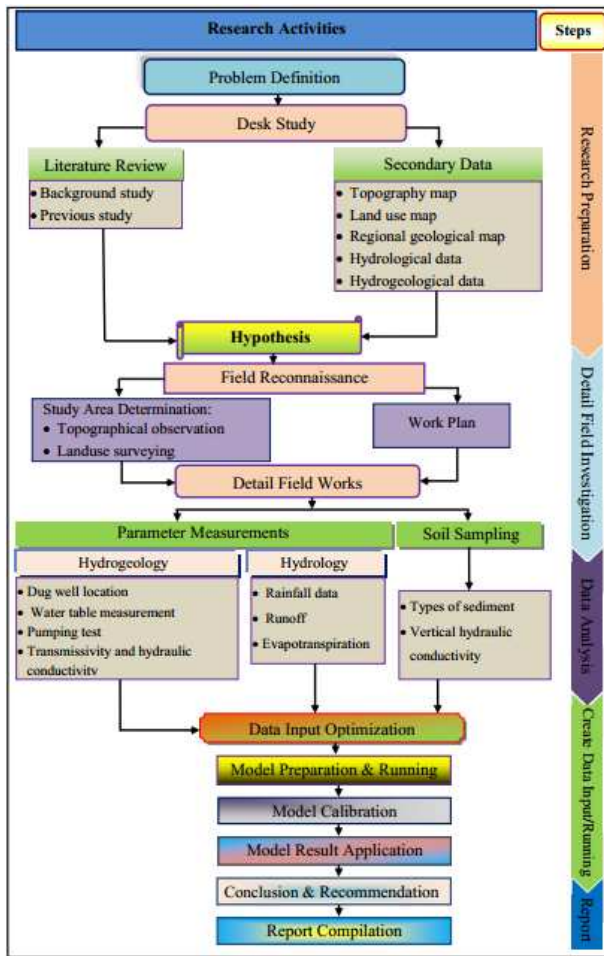 Research Activities
Steps
Problem Definition
Desk Study
Literature Review
• Background study
• Previous study
Secondary Data
• Topography map
• Land use map
• Regional geological map
• Hydrological data
• Hydrogeological data
Hypothesis
Field Reconnaissance
Study Area Determination:
• Topographical observation
• Landuse surveying
Work Plan
Detail Field Works
Parameter Measurements
Soil Sampling
Hydrogeology
• Dug well location
• Water table measurement
• Pumping test
• Transmissivity and hydraulic
conductivity
Hydrology
• Rainfall data
• Runoff
• Evapotranspiration
• Types of sediment
• Vertical hydraulic
conductivity
Data Input Optimization
Model Preparation & Running
Model Calibration
Model Result Application
Conclusion & Recommendation
Report Compilation
Research Preparation
Detail Field Investigation
Data Analysis
Create Data Input/Running
Report